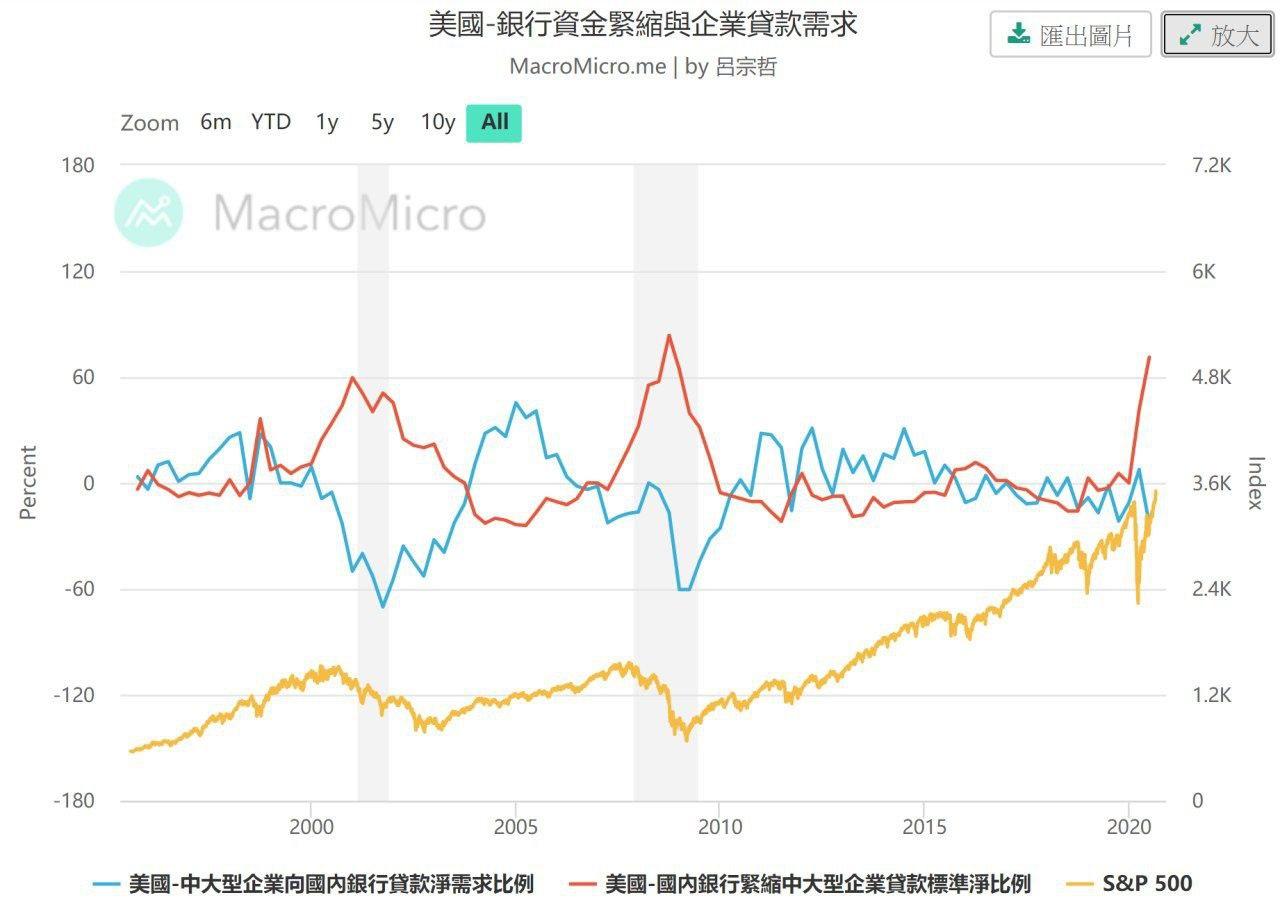 美國-銀行資金緊縮與企業貸款需求
匯出圖片
放大
MacroMicro.me | by 呂宗哲
Zoom 6m YTD 1y 5y 10y All
180 7.2K
MacroMicro
120 6K
60 4.8K
0 3.6K
Percent
Index
-60 2.4K
-120 1.2K
-180 0
2000 2005 2010 2015 2020
美國-中大型企業向國內銀行貸款淨需求比例 美國-國內銀行緊縮中大型企業貸款標準淨比例 S&P 500